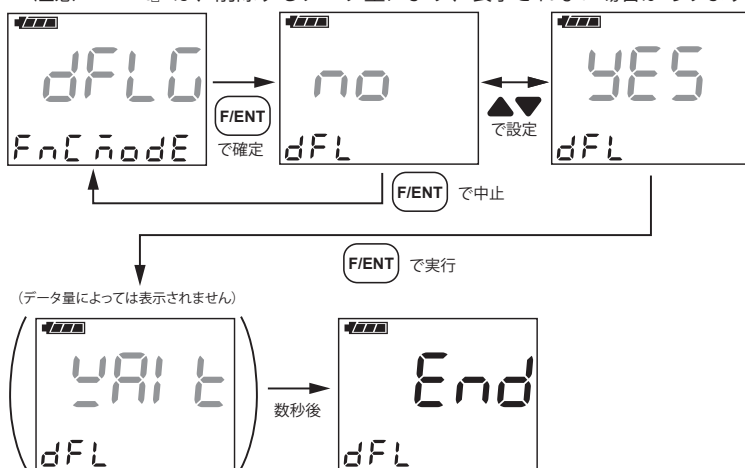 dFLG
FnC modE
F/ENT
で確定
no
dFL
▲▼
で設定
YES
dFL
F/ENT で中止
F/ENT で実行
(データ量によっては表示されません)
WAIt
dFL
数秒後
End
dFL